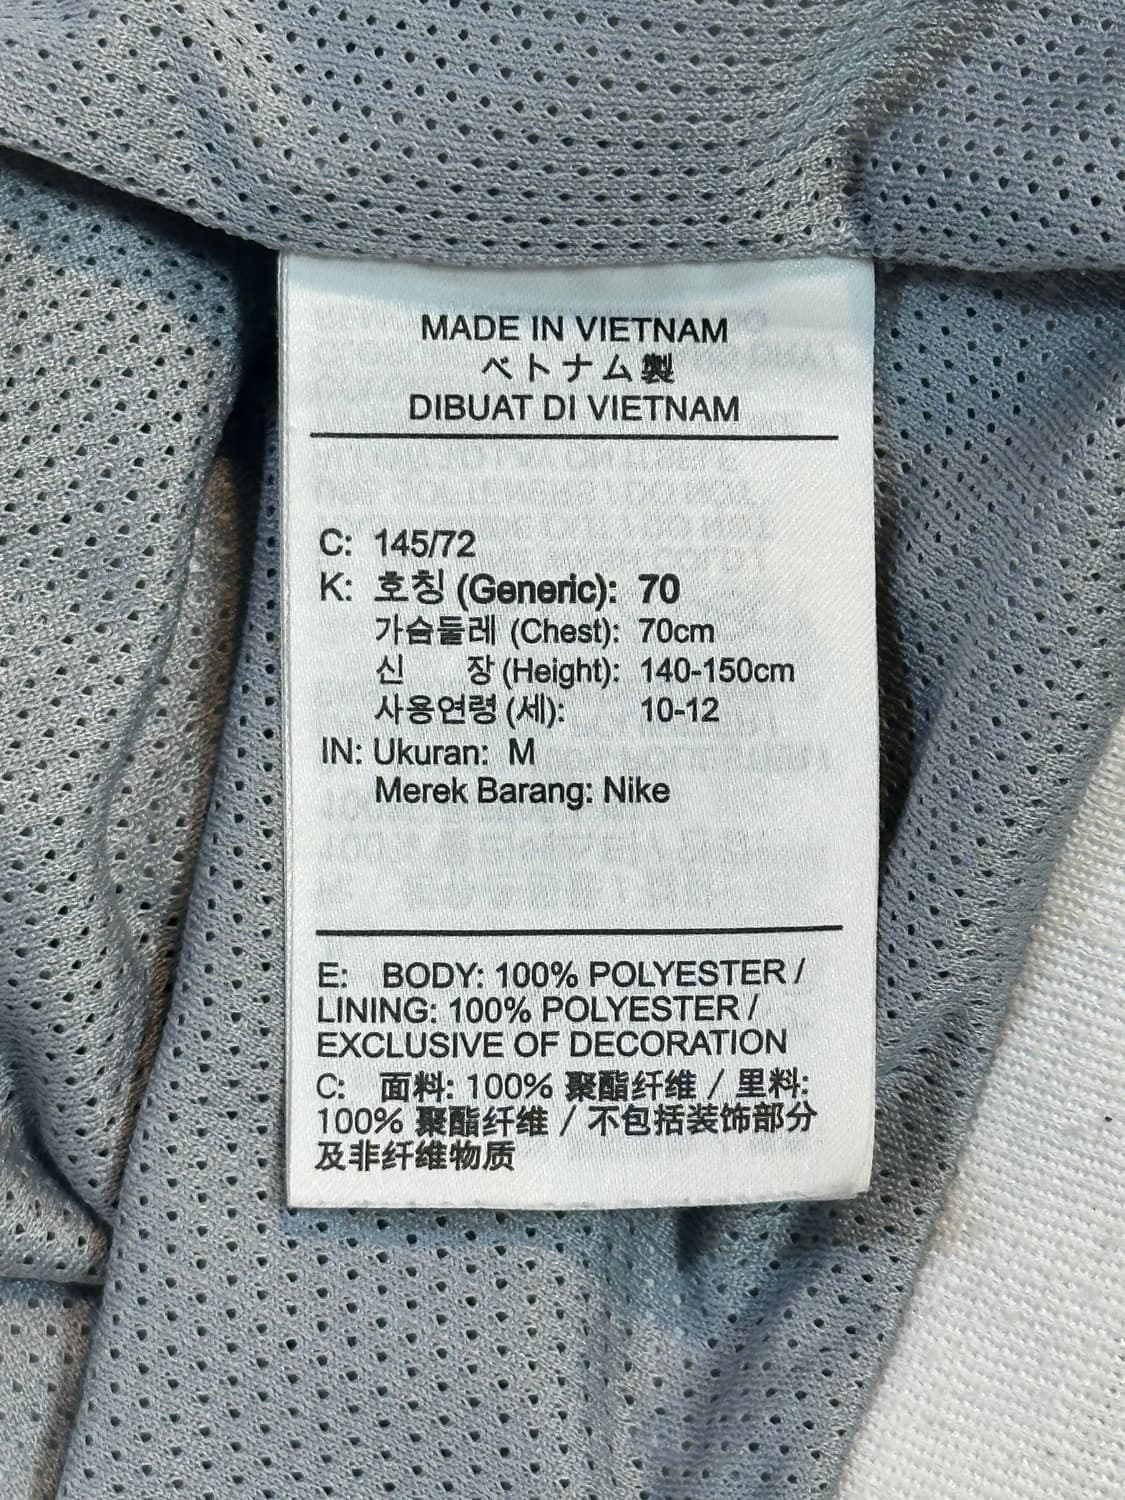 MADE IN VIETNAM
ベトナム製
DIBUAT DI VIETNAM
C: 145/72
K: 호칭 (Generic): 70
가슴둘레 (Chest): 70cm
신 장 (Height): 140-150cm
사용연령 (세): 10-12
IN: Ukuran: M
Merek Barang: Nike
E: BODY: 100% POLYESTER /
LINING: 100% POLYESTER /
EXCLUSIVE OF DECORATION
C: 面料: 100% 聚酯纤维 / 里料:
100% 聚酯纤维 / 不包括装饰部分
及非纤维物质